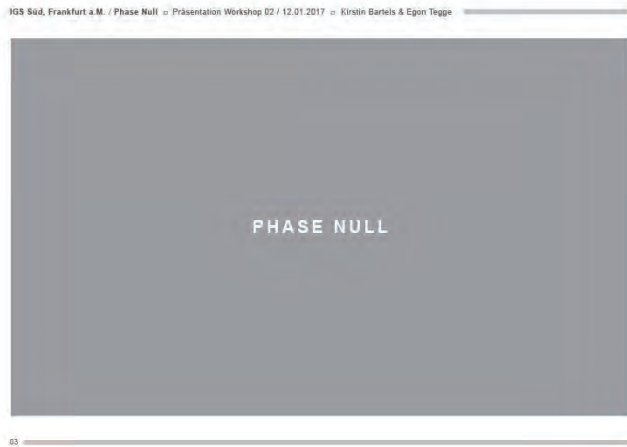 IGS Süd, Frankfurt a.M. / Phase Null □ Präsentation Workshop 02 / 12.01.2017 □ Kirstin Bartels & Egon Tegge
PHASE NULL
03